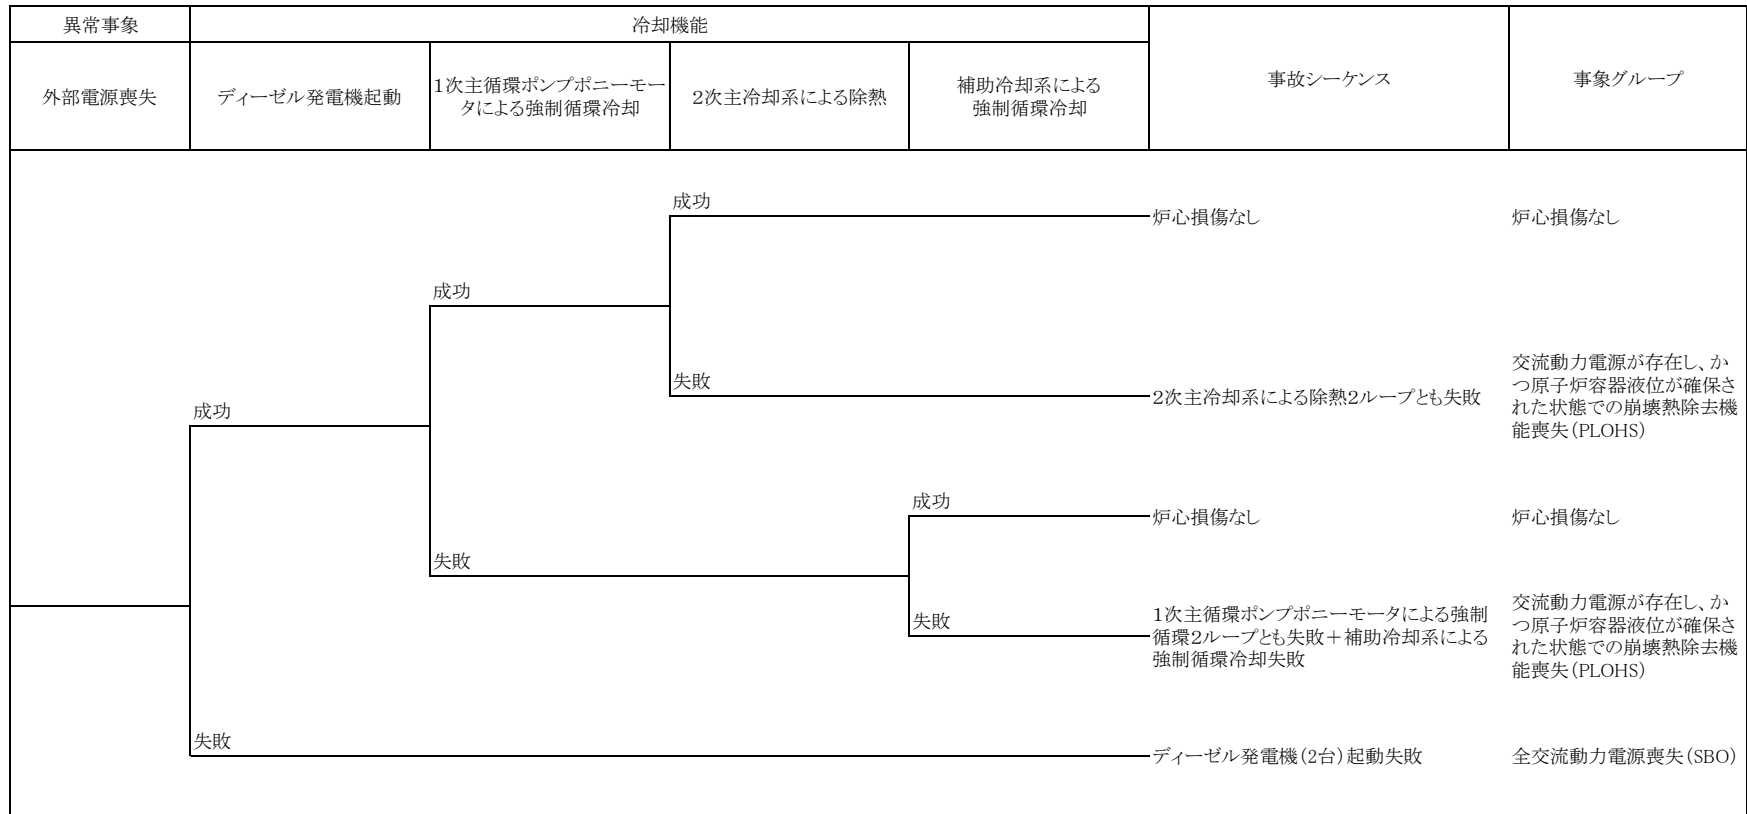 異常事象
冷却機能
外部電源喪失
ディーゼル発電機起動
1次主循環ポンプポニーモー
タによる強制循環冷却
2次主冷却系による除熱
補助冷却系による
強制循環冷却
事故シーケンス
事象グループ
成功
炉心損傷なし
炉心損傷なし
成功
失敗
2次主冷却系による除熱2ループとも失敗
交流動力電源が存在し、か
つ原子炉容器液位が確保さ
れた状態での崩壊熱除去機
能喪失(PLOHS)
成功
成功
炉心損傷なし
炉心損傷なし
失敗
失敗
1次主循環ポンプポニーモータによる強制
循環2ループとも失敗+補助冷却系による
強制循環冷却失敗
交流動力電源が存在し、か
つ原子炉容器液位が確保さ
れた状態での崩壊熱除去機
能喪失(PLOHS)
失敗
ディーゼル発電機(2台)起動失敗
全交流動力電源喪失(SBO)